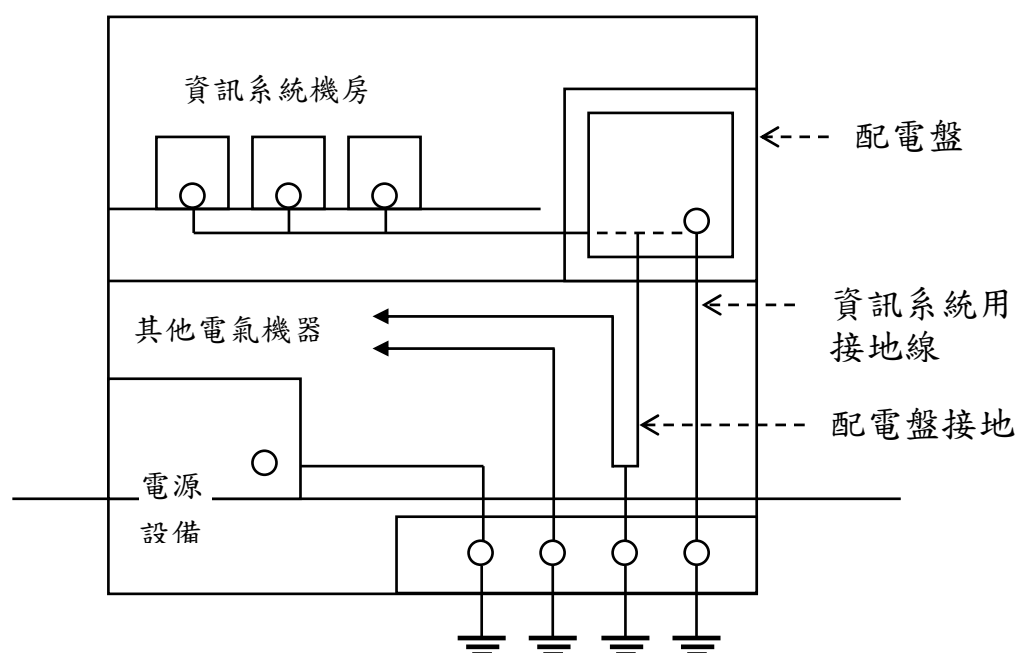 資訊系統機房
配電盤
資訊系統用
接地線
其他電氣機器
配電盤接地
電源
設備